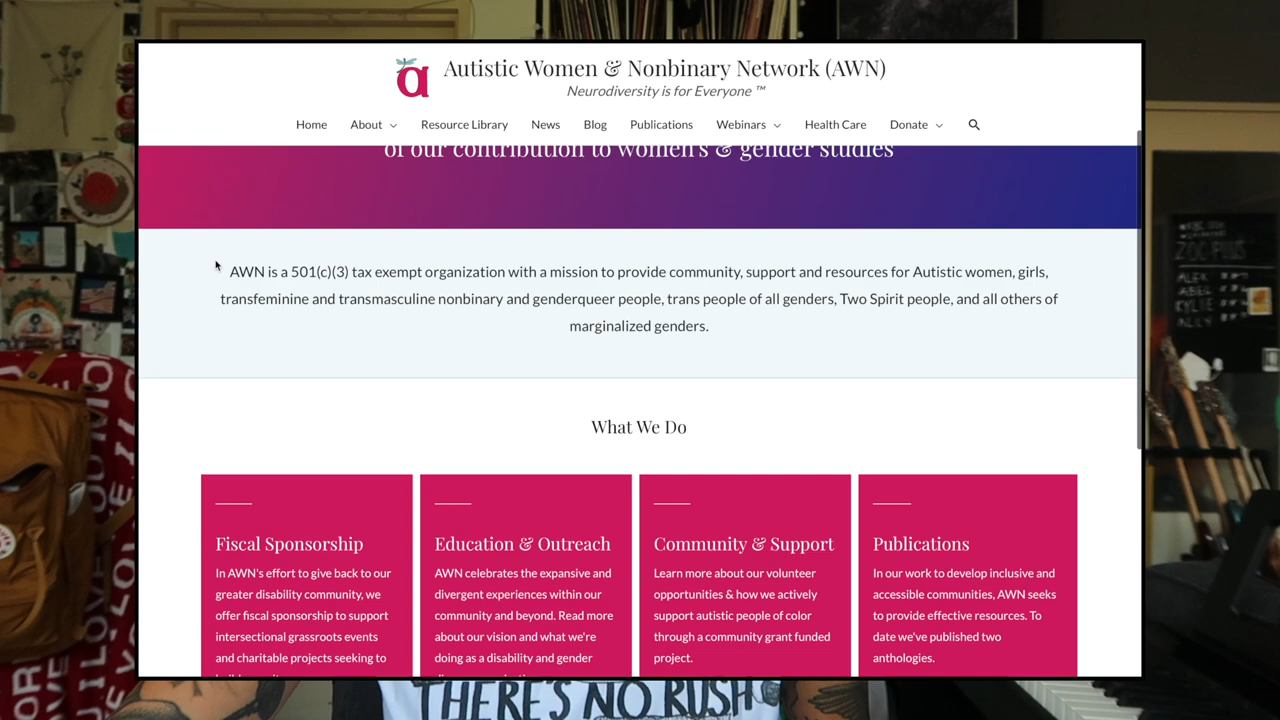 Autistic Women & Nonbinary Network (AWN)
Neurodiversity is for Everyone ™
Home About Resource Library News Blog Publications Webinars Health Care Donate
of our contribution to women's & gender studies
AWN is a 501(c)(3) tax exempt organization with a mission to provide community, support and resources for Autistic women, girls,
transfeminine and transmasculine nonbinary and genderqueer people, trans people of all genders, Two Spirit people, and all others of
marginalized genders.
What We Do
Fiscal Sponsorship
In AWN's effort to give back to our
greater disability community, we
offer fiscal sponsorship to support
intersectional grassroots events
and charitable projects seeking to
Education & Outreach
AWN celebrates the expansive and
divergent experiences within our
community and beyond. Read more
about our vision and what we're
doing as a disability and gender
Community & Support
Learn more about our volunteer
opportunities & how we actively
support autistic people of color
through a community grant funded
project.
Publications
In our work to develop inclusive and
accessible communities, AWN seeks
to provide effective resources. To
date we've published two
anthologies.
THERE'S NO RUSH
ALEX
ABEL
KYLIE
ALLY